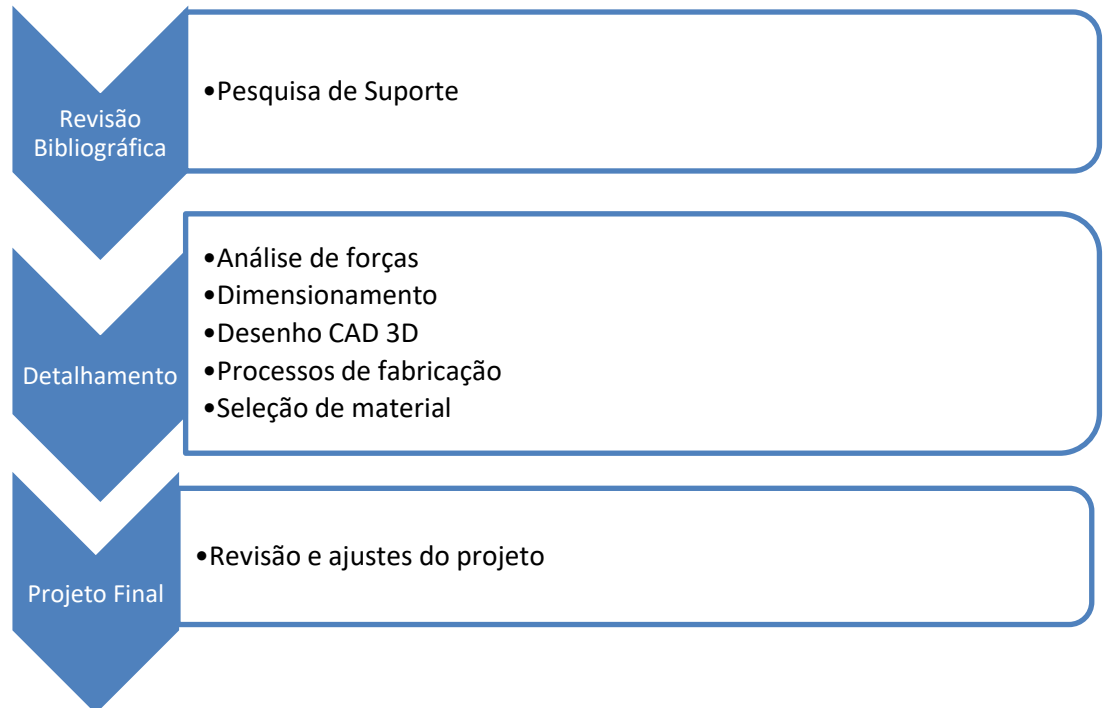 Revisão
Bibliográfica
•Pesquisa de Suporte
Detalhamento
•Análise de forças
•Dimensionamento
•Desenho CAD 3D
•Processos de fabricação
•Seleção de material
Projeto Final
•Revisão e ajustes do projeto